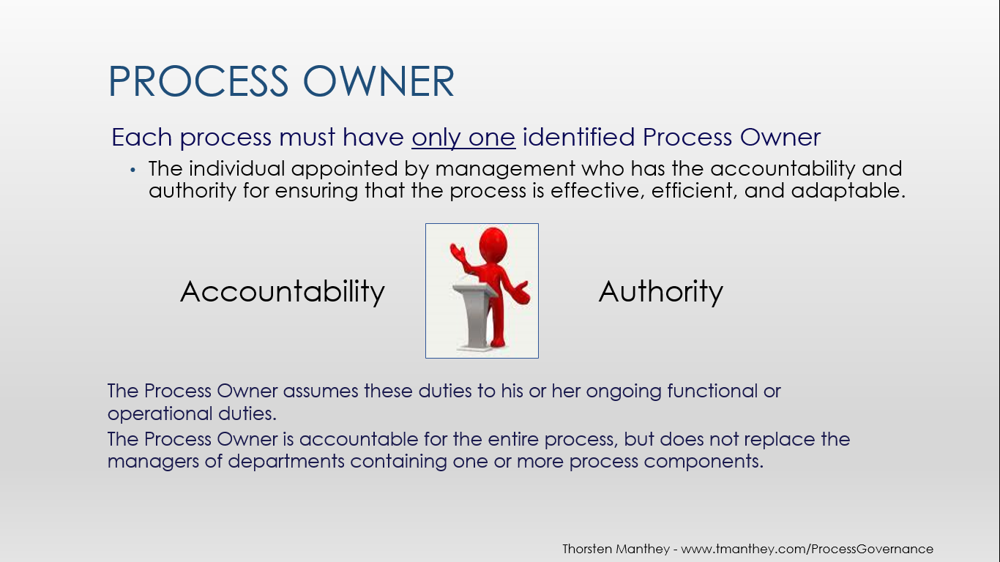 PROCESS OWNER
Each process must have only one identified Process Owner
• The individual appointed by management who has the accountability and
authority for ensuring that the process is effective, efficient, and adaptable.
Accountability
Authority
The Process Owner assumes these duties to his or her ongoing functional or
operational duties.
The Process Owner is accountable for the entire process, but does not replace the
managers of departments containing one or more process components.
Thorsten Manthey - www.tmanthey.com/ProcessGovernance